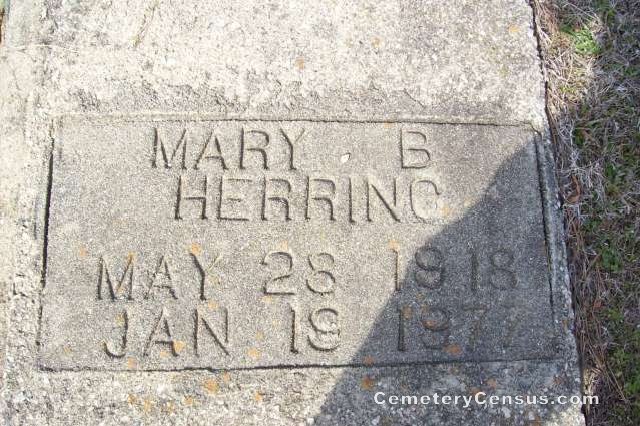 MARY B
HERRING
MAY 28 1918
JAN 19 1977
CemeteryCensus.com